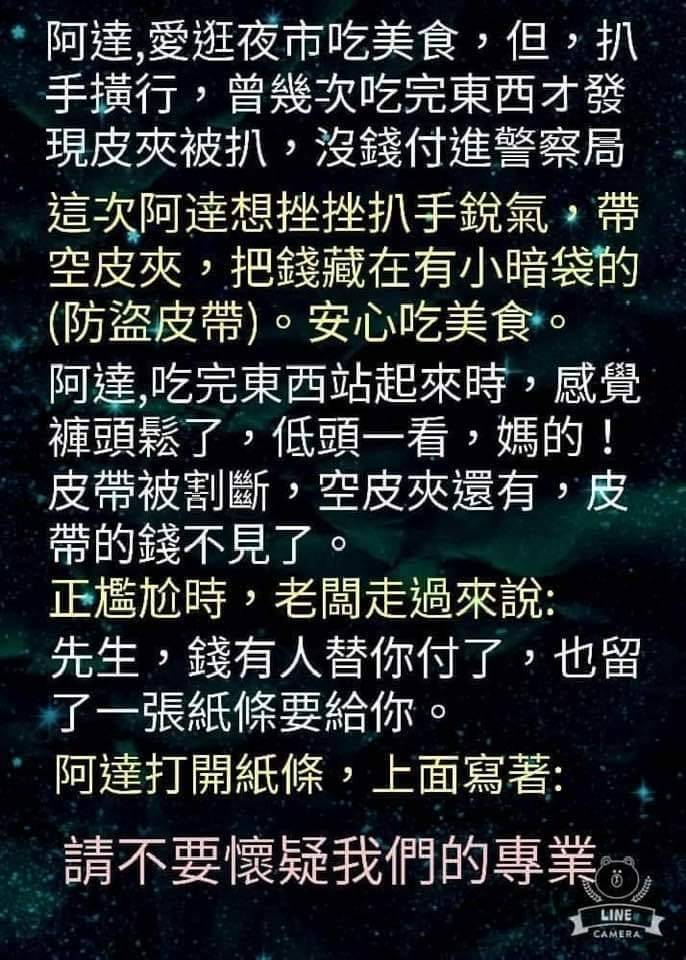 阿達,愛逛夜市吃美食，但，扒
手橫行，曾幾次吃完東西才發
現皮夾被扒，沒錢付進警察局
這次阿達想挫挫扒手銳氣，帶
空皮夾，把錢藏在有小暗袋的
(防盜皮帶)。安心吃美食。
阿達,吃完東西站起來時，感覺
褲頭鬆了，低頭一看，媽的！
皮帶被割斷，空皮夾還有，皮
帶的錢不見了。
正尷尬時，老闆走過來說:
先生，錢有人替你付了，也留
了一張紙條要給你。
阿達打開紙條，上面寫著:
請不要懷疑我們的專業
LINE
CAMERA